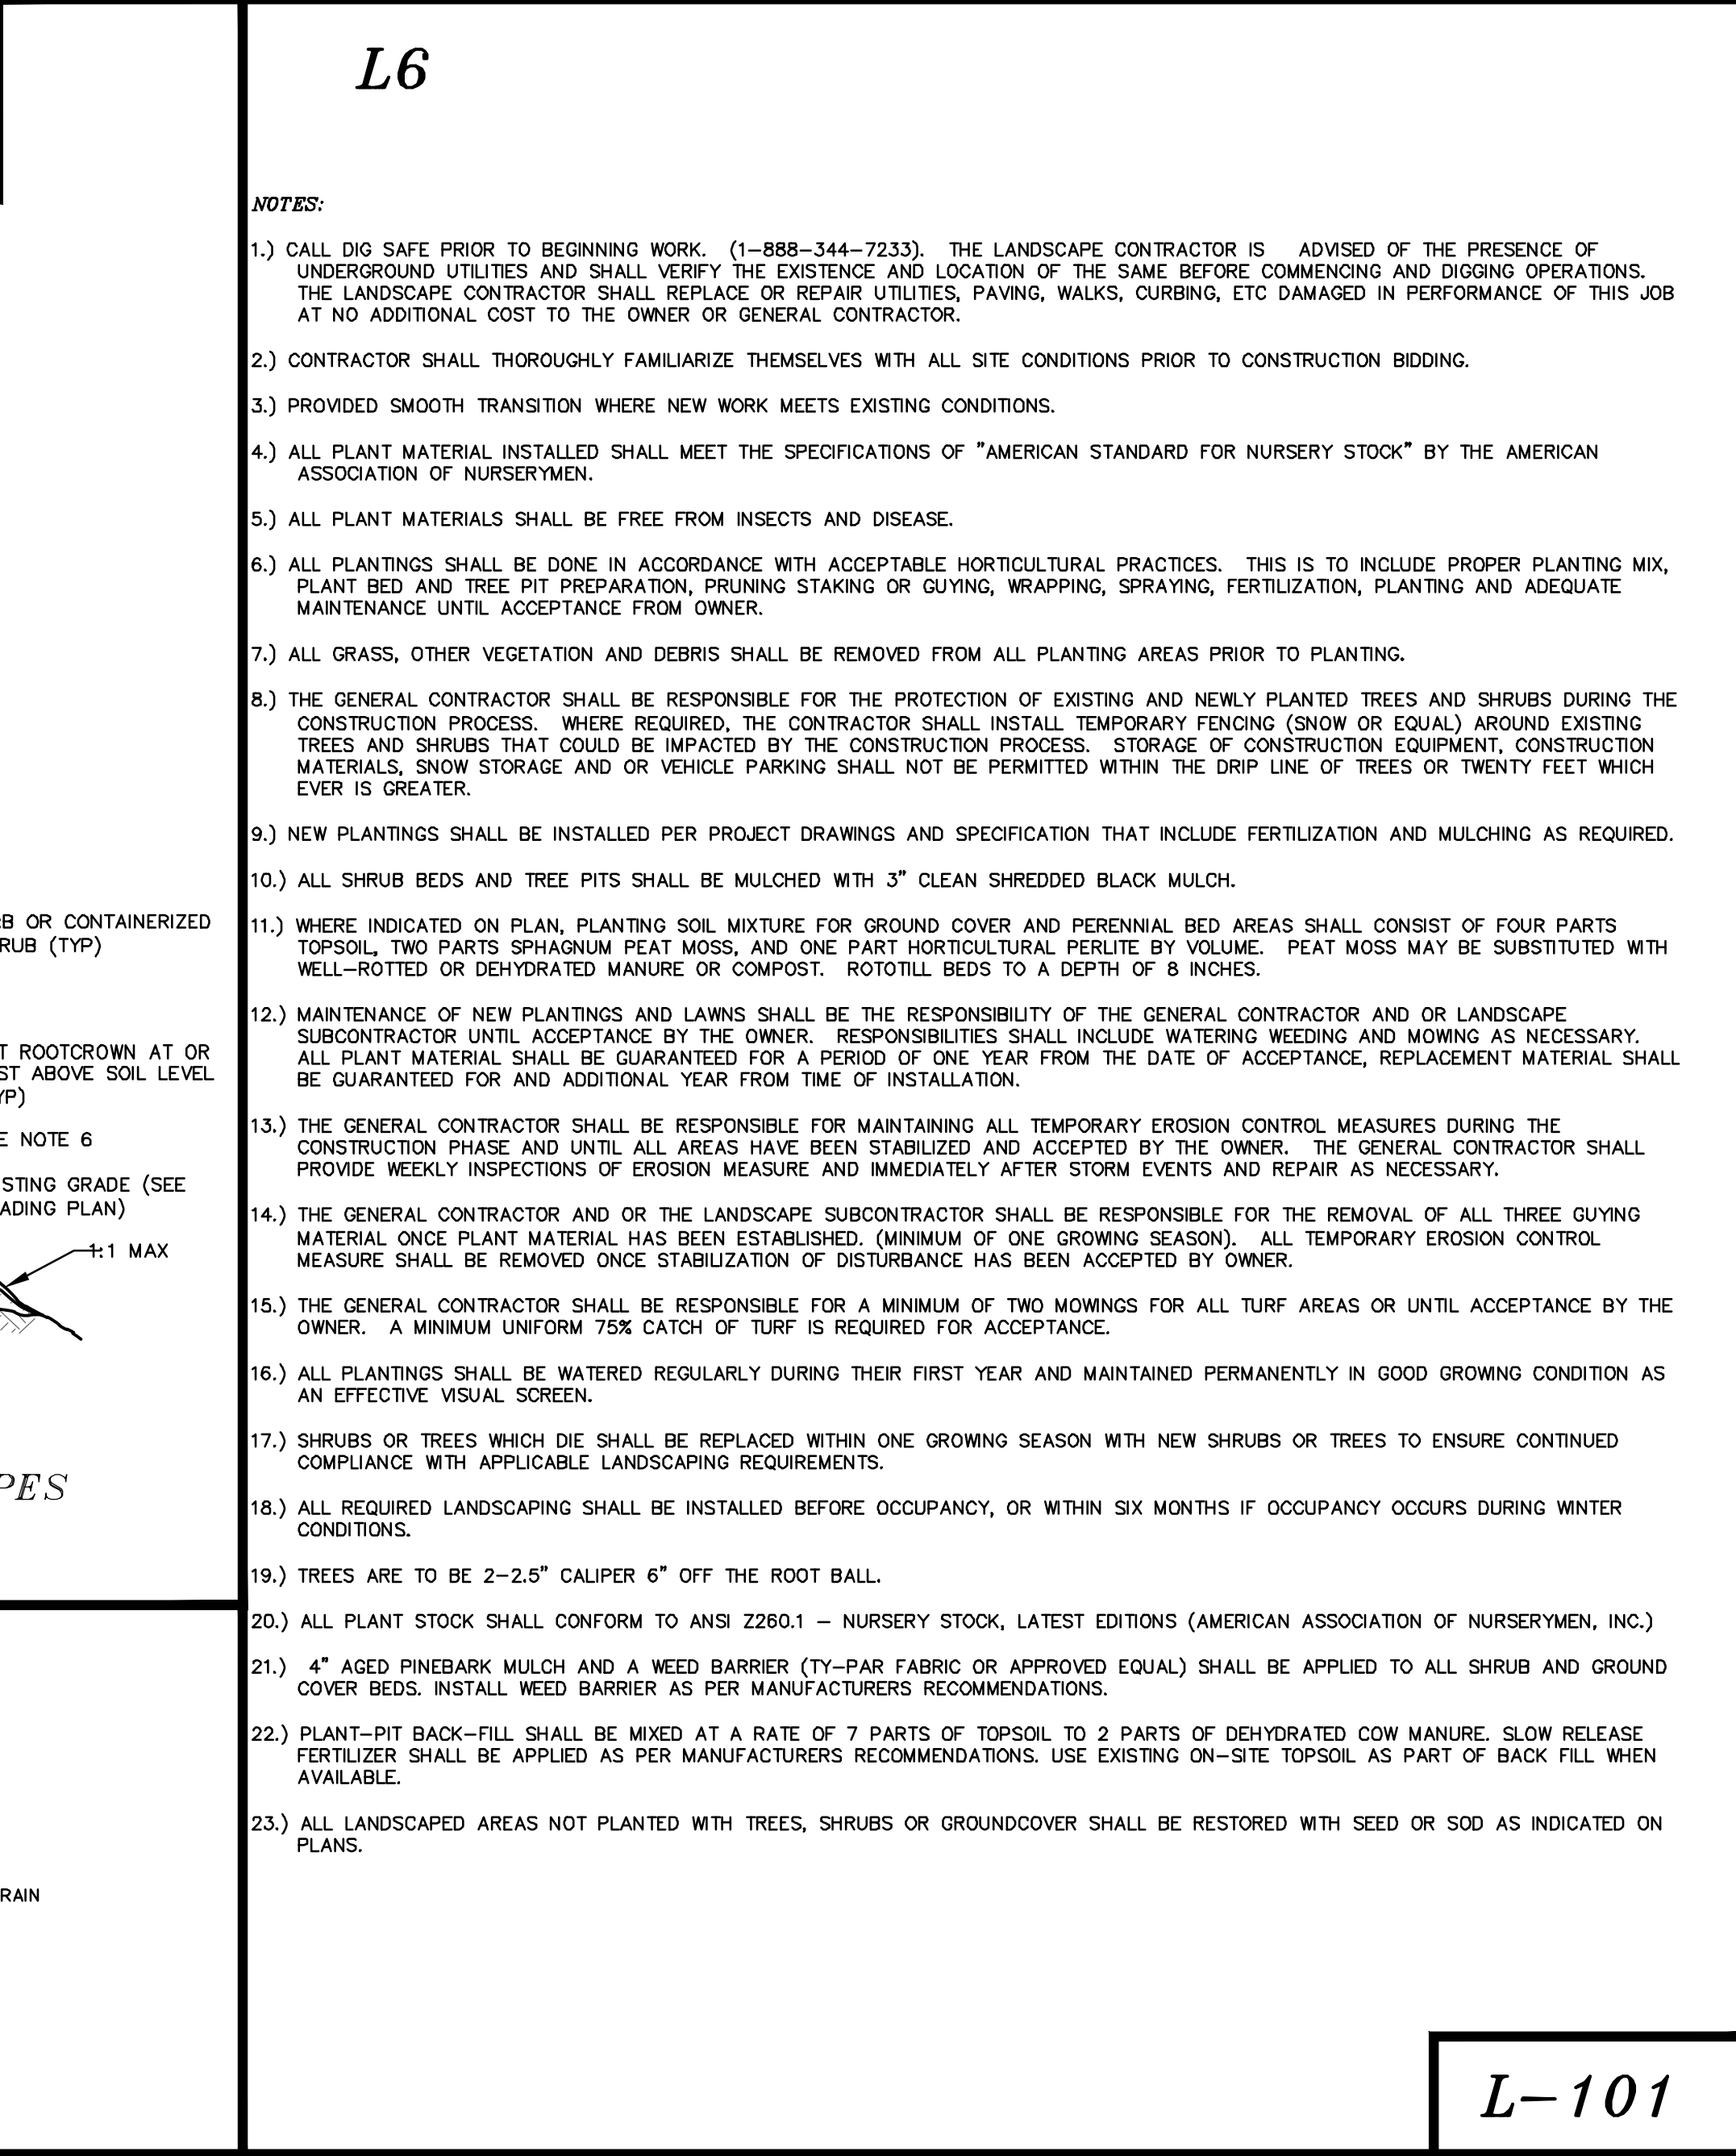 L6
NOTES:
1.) CALL DIG SAFE PRIOR TO BEGINNING WORK. (1-888-344-7233). THE LANDSCAPE CONTRACTOR IS ADVISED OF THE PRESENCE OF
UNDERGROUND UTILITIES AND SHALL VERIFY THE EXISTENCE AND LOCATION OF THE SAME BEFORE COMMENCING AND DIGGING OPERATIONS.
THE LANDSCAPE CONTRACTOR SHALL REPLACE OR REPAIR UTILITIES, PAVING, WALKS, CURBING, ETC DAMAGED IN PERFORMANCE OF THIS JOB
AT NO ADDITIONAL COST TO THE OWNER OR GENERAL CONTRACTOR.
2.) CONTRACTOR SHALL THOROUGHLY FAMILIARIZE THEMSELVES WITH ALL SITE CONDITIONS PRIOR TO CONSTRUCTION BIDDING.
3.) PROVIDED SMOOTH TRANSITION WHERE NEW WORK MEETS EXISTING CONDITIONS.
4.) ALL PLANT MATERIAL INSTALLED SHALL MEET THE SPECIFICATIONS OF "AMERICAN STANDARD FOR NURSERY STOCK" BY THE AMERICAN
ASSOCIATION OF NURSERYMEN.
5.) ALL PLANT MATERIALS SHALL BE FREE FROM INSECTS AND DISEASE.
6.) ALL PLANTINGS SHALL BE DONE IN ACCORDANCE WITH ACCEPTABLE HORTICULTURAL PRACTICES. THIS IS TO INCLUDE PROPER PLANTING MIX,
PLANT BED AND TREE PIT PREPARATION, PRUNING STAKING OR GUYING, WRAPPING, SPRAYING, FERTILIZATION, PLANTING AND ADEQUATE
MAINTENANCE UNTIL ACCEPTANCE FROM OWNER.
7.) ALL GRASS, OTHER VEGETATION AND DEBRIS SHALL BE REMOVED FROM ALL PLANTING AREAS PRIOR TO PLANTING.
8.) THE GENERAL CONTRACTOR SHALL BE RESPONSIBLE FOR THE PROTECTION OF EXISTING AND NEWLY PLANTED TREES AND SHRUBS DURING THE
CONSTRUCTION PROCESS. WHERE REQUIRED, THE CONTRACTOR SHALL INSTALL TEMPORARY FENCING (SNOW OR EQUAL) AROUND EXISTING
TREES AND SHRUBS THAT COULD BE IMPACTED BY THE CONSTRUCTION PROCESS. STORAGE OF CONSTRUCTION EQUIPMENT, CONSTRUCTION
MATERIALS, SNOW STORAGE AND OR VEHICLE PARKING SHALL NOT BE PERMITTED WITHIN THE DRIP LINE OF TREES OR TWENTY FEET WHICH
EVER IS GREATER.
9.) NEW PLANTINGS SHALL BE INSTALLED PER PROJECT DRAWINGS AND SPECIFICATION THAT INCLUDE FERTILIZATION AND MULCHING AS REQUIRED.
10.) ALL SHRUB BEDS AND TREE PITS SHALL BE MULCHED WITH 3" CLEAN SHREDDED BLACK MULCH.
11.) WHERE INDICATED ON PLAN, PLANTING SOIL MIXTURE FOR GROUND COVER AND PERENNIAL BED AREAS SHALL CONSIST OF FOUR PARTS
TOPSOIL, TWO PARTS SPHAGNUM PEAT MOSS, AND ONE PART HORTICULTURAL PERLITE BY VOLUME. PEAT MOSS MAY BE SUBSTITUTED WITH
WELL-ROTTED OR DEHYDRATED MANURE OR COMPOST. ROTOTILL BEDS TO A DEPTH OF 8 INCHES.
12.) MAINTENANCE OF NEW PLANTINGS AND LAWNS SHALL BE THE RESPONSIBILITY OF THE GENERAL CONTRACTOR AND OR LANDSCAPE
SUBCONTRACTOR UNTIL ACCEPTANCE BY THE OWNER. RESPONSIBILITIES SHALL INCLUDE WATERING WEEDING AND MOWING AS NECESSARY.
ALL PLANT MATERIAL SHALL BE GUARANTEED FOR A PERIOD OF ONE YEAR FROM THE DATE OF ACCEPTANCE, REPLACEMENT MATERIAL SHALL
BE GUARANTEED FOR AND ADDITIONAL YEAR FROM TIME OF INSTALLATION.
13.) THE GENERAL CONTRACTOR SHALL BE RESPONSIBLE FOR MAINTAINING ALL TEMPORARY EROSION CONTROL MEASURES DURING THE
CONSTRUCTION PHASE AND UNTIL ALL AREAS HAVE BEEN STABILIZED AND ACCEPTED BY THE OWNER. THE GENERAL CONTRACTOR SHALL
PROVIDE WEEKLY INSPECTIONS OF EROSION MEASURE AND IMMEDIATELY AFTER STORM EVENTS AND REPAIR AS NECESSARY.
14.) THE GENERAL CONTRACTOR AND OR THE LANDSCAPE SUBCONTRACTOR SHALL BE RESPONSIBLE FOR THE REMOVAL OF ALL THREE GUYING
MATERIAL ONCE PLANT MATERIAL HAS BEEN ESTABLISHED. (MINIMUM OF ONE GROWING SEASON). ALL TEMPORARY EROSION CONTROL
MEASURE SHALL BE REMOVED ONCE STABILIZATION OF DISTURBANCE HAS BEEN ACCEPTED BY OWNER.
15.) THE GENERAL CONTRACTOR SHALL BE RESPONSIBLE FOR A MINIMUM OF TWO MOWINGS FOR ALL TURF AREAS OR UNTIL ACCEPTANCE BY THE
OWNER. A MINIMUM UNIFORM 75% CATCH OF TURF IS REQUIRED FOR ACCEPTANCE.
16.) ALL PLANTINGS SHALL BE WATERED REGULARLY DURING THEIR FIRST YEAR AND MAINTAINED PERMANENTLY IN GOOD GROWING CONDITION AS
AN EFFECTIVE VISUAL SCREEN.
17.) SHRUBS OR TREES WHICH DIE SHALL BE REPLACED WITHIN ONE GROWING SEASON WITH NEW SHRUBS OR TREES TO ENSURE CONTINUED
COMPLIANCE WITH APPLICABLE LANDSCAPING REQUIREMENTS.
18.) ALL REQUIRED LANDSCAPING SHALL BE INSTALLED BEFORE OCCUPANCY, OR WITHIN SIX MONTHS IF OCCUPANCY OCCURS DURING WINTER
CONDITIONS.
19.) TREES ARE TO BE 2-2.5" CALIPER 6" OFF THE ROOT BALL.
20.) ALL PLANT STOCK SHALL CONFORM TO ANSI Z260.1 – NURSERY STOCK, LATEST EDITIONS (AMERICAN ASSOCIATION OF NURSERYMEN, INC.)
21.) 4" AGED PINEBARK MULCH AND A WEED BARRIER (TY-PAR FABRIC OR APPROVED EQUAL) SHALL BE APPLIED TO ALL SHRUB AND GROUND
COVER BEDS. INSTALL WEED BARRIER AS PER MANUFACTURERS RECOMMENDATIONS.
22.) PLANT-PIT BACK-FILL SHALL BE MIXED AT A RATE OF 7 PARTS OF TOPSOIL TO 2 PARTS OF DEHYDRATED COW MANURE. SLOW RELEASE
FERTILIZER SHALL BE APPLIED AS PER MANUFACTURERS RECOMMENDATIONS. USE EXISTING ON-SITE TOPSOIL AS PART OF BACK FILL WHEN
AVAILABLE.
23.) ALL LANDSCAPED AREAS NOT PLANTED WITH TREES, SHRUBS OR GROUNDCOVER SHALL BE RESTORED WITH SEED OR SOD AS INDICATED ON
PLANS.
B OR CONTAINERIZED
RUB (TYP)
T ROOTCROWN AT OR
ST ABOVE SOIL LEVEL
YP)
E NOTE 6
STING GRADE (SEE
ADING PLAN)
1:1 MAX
PES
RAIN
L-101